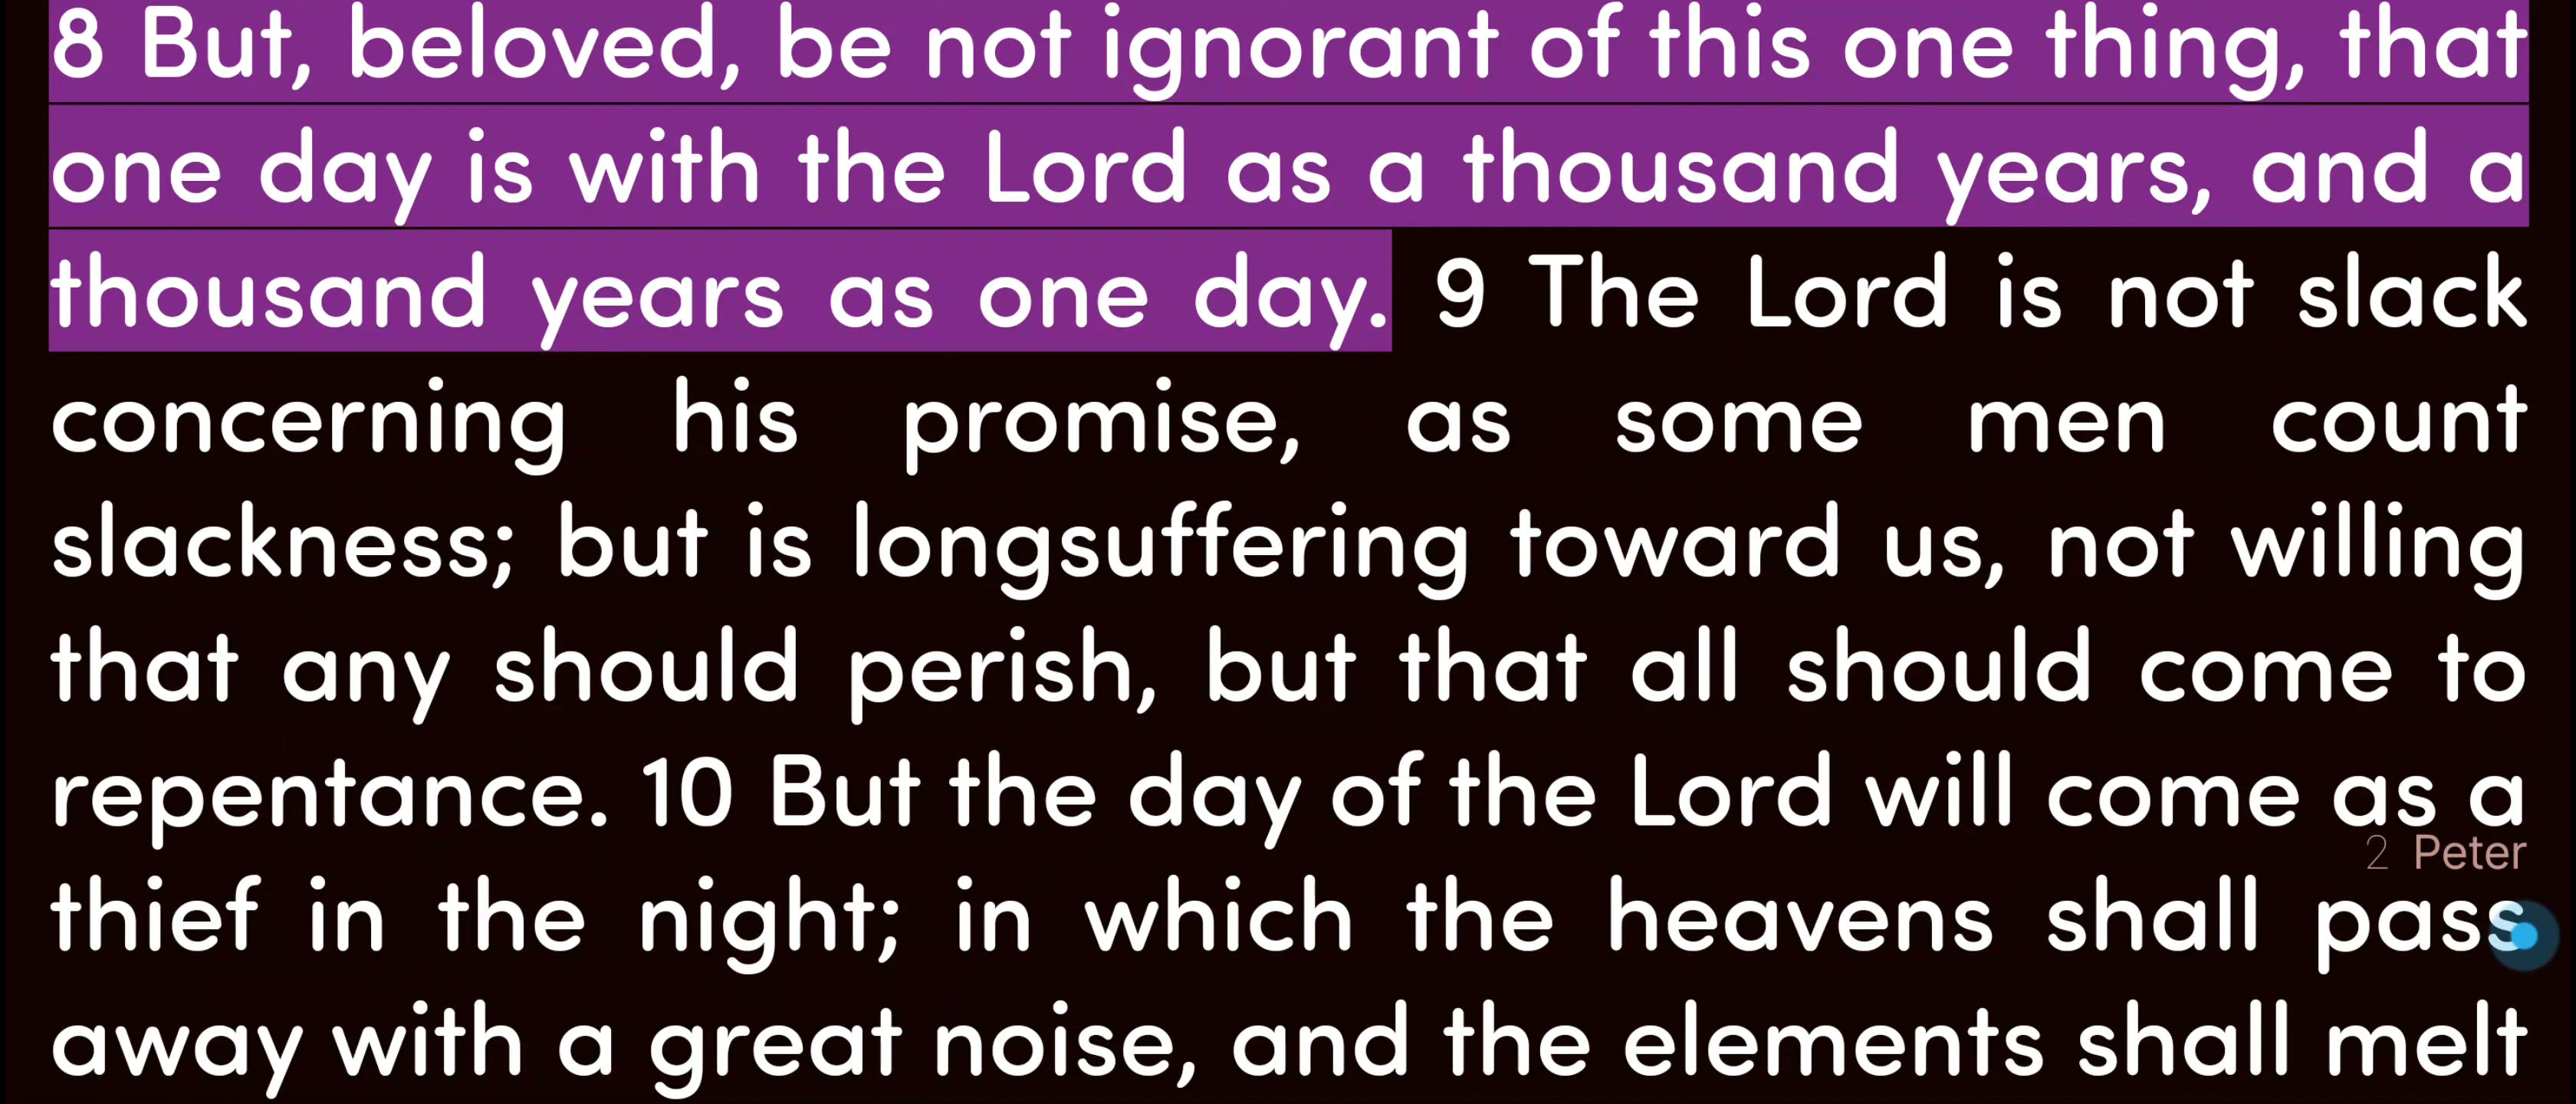 8 But, beloved, be not ignorant of this one thing, that
one day is with the Lord as a thousand years, and a
thousand years as one day. 9 The Lord is not slack
concerning his promise, as some men count
slackness; but is longsuffering toward us, not willing
that any should perish, but that all should come to
repentance. 10 But the day of the Lord will come as a
2 Peter
thief in the night; in which the heavens shall pass
away with a great noise, and the elements shall melt